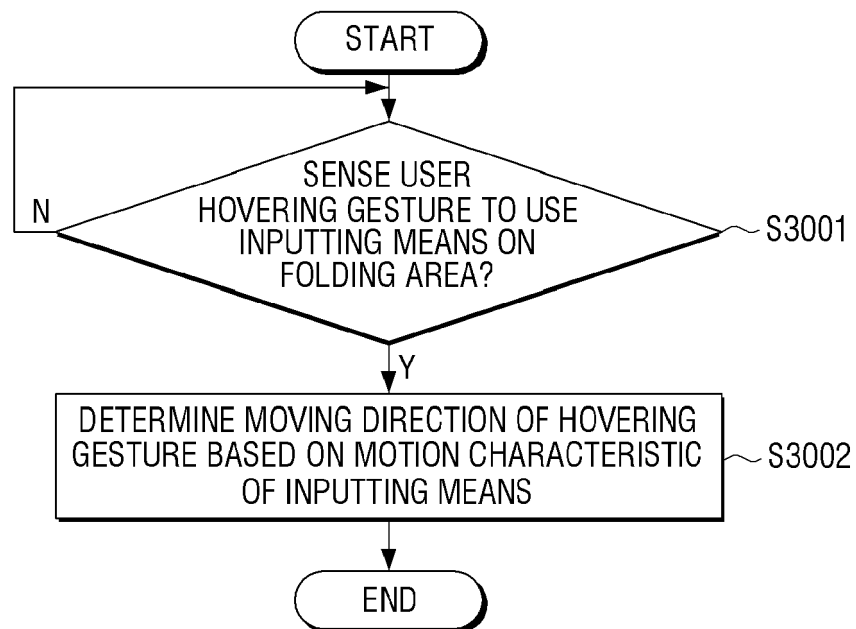 START
SENSE USER
HOVERING GESTURE TO USE
INPUTTING MEANS ON
FOLDING AREA?
N
S3001
Y
DETERMINE MOVING DIRECTION OF HOVERING
GESTURE BASED ON MOTION CHARACTERISTIC
OF INPUTTING MEANS
S3002
END